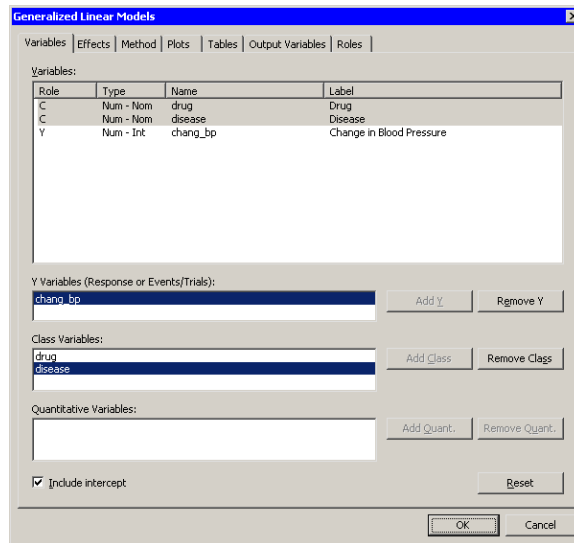 Generalized Linear Models
Variables Effects Method Plots Tables Output Variables Roles
Variables:
Role Type Name Label
C Num - Nom drug Drug
C Num - Nom disease Disease
Y Num - Int chang_bp Change in Blood Pressure
Y Variables (Response or Events/Trials):
chang_bp
Add Y Remove Y
Class Variables:
drug
disease
Add Class Remove Class
Quantitative Variables:
Add Quant. Remove Quant.
Include intercept
Reset
OK Cancel